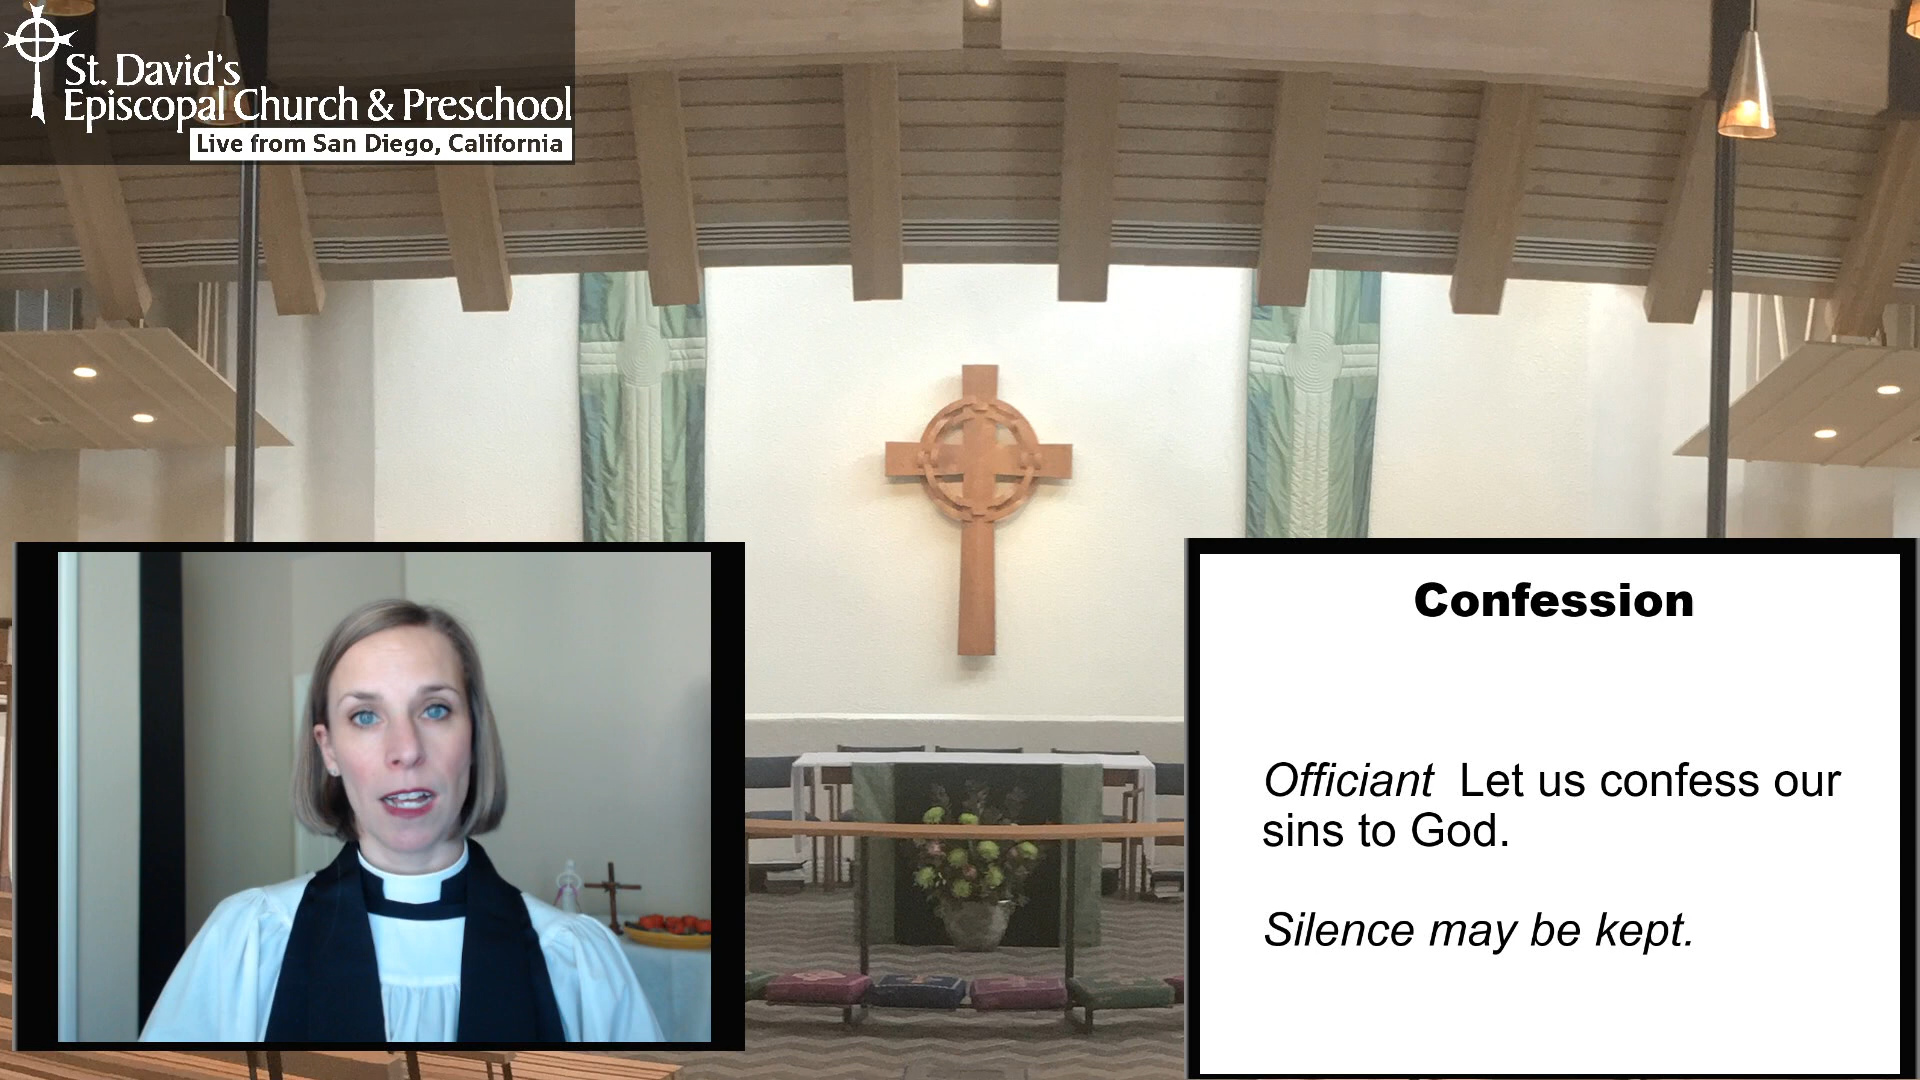 St. David's
Episcopal Church & Preschool
Live from San Diego, California
Confession
Officiant Let us confess our
sins to God.
Silence may be kept.